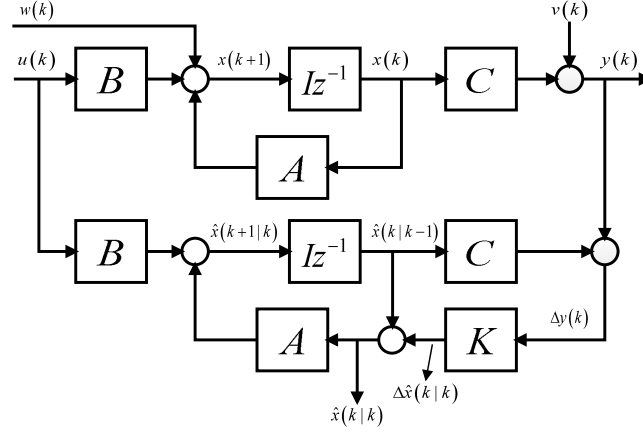 w(k)
v(k)
u(k)
B
x(k+1)
Iz⁻¹
x(k)
C
y(k)
A
B
x̂(k+1|k)
Iz⁻¹
x̂(k|k−1)
C
A
K
Δy(k)
Δx̂(k|k)
x̂(k|k)